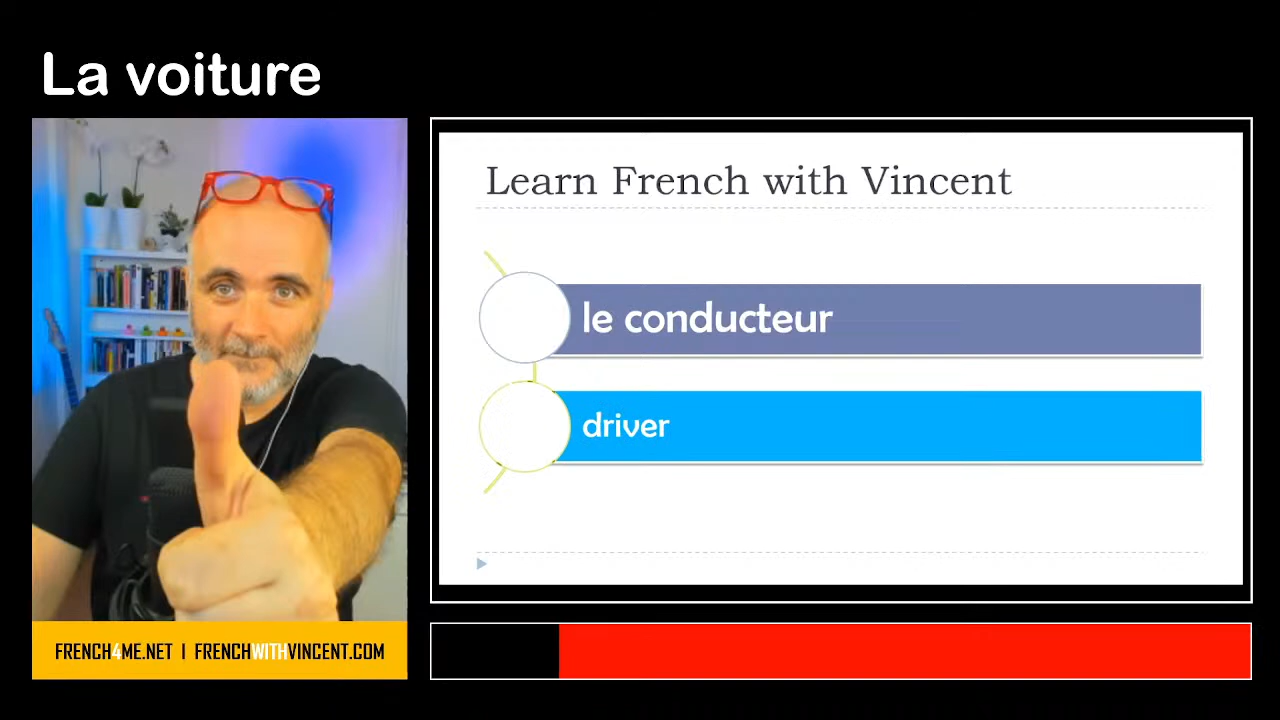 La voiture
Learn French with Vincent
le conducteur
driver
FRENCH4ME.NET | FRENCHWITHVINCENT.COM